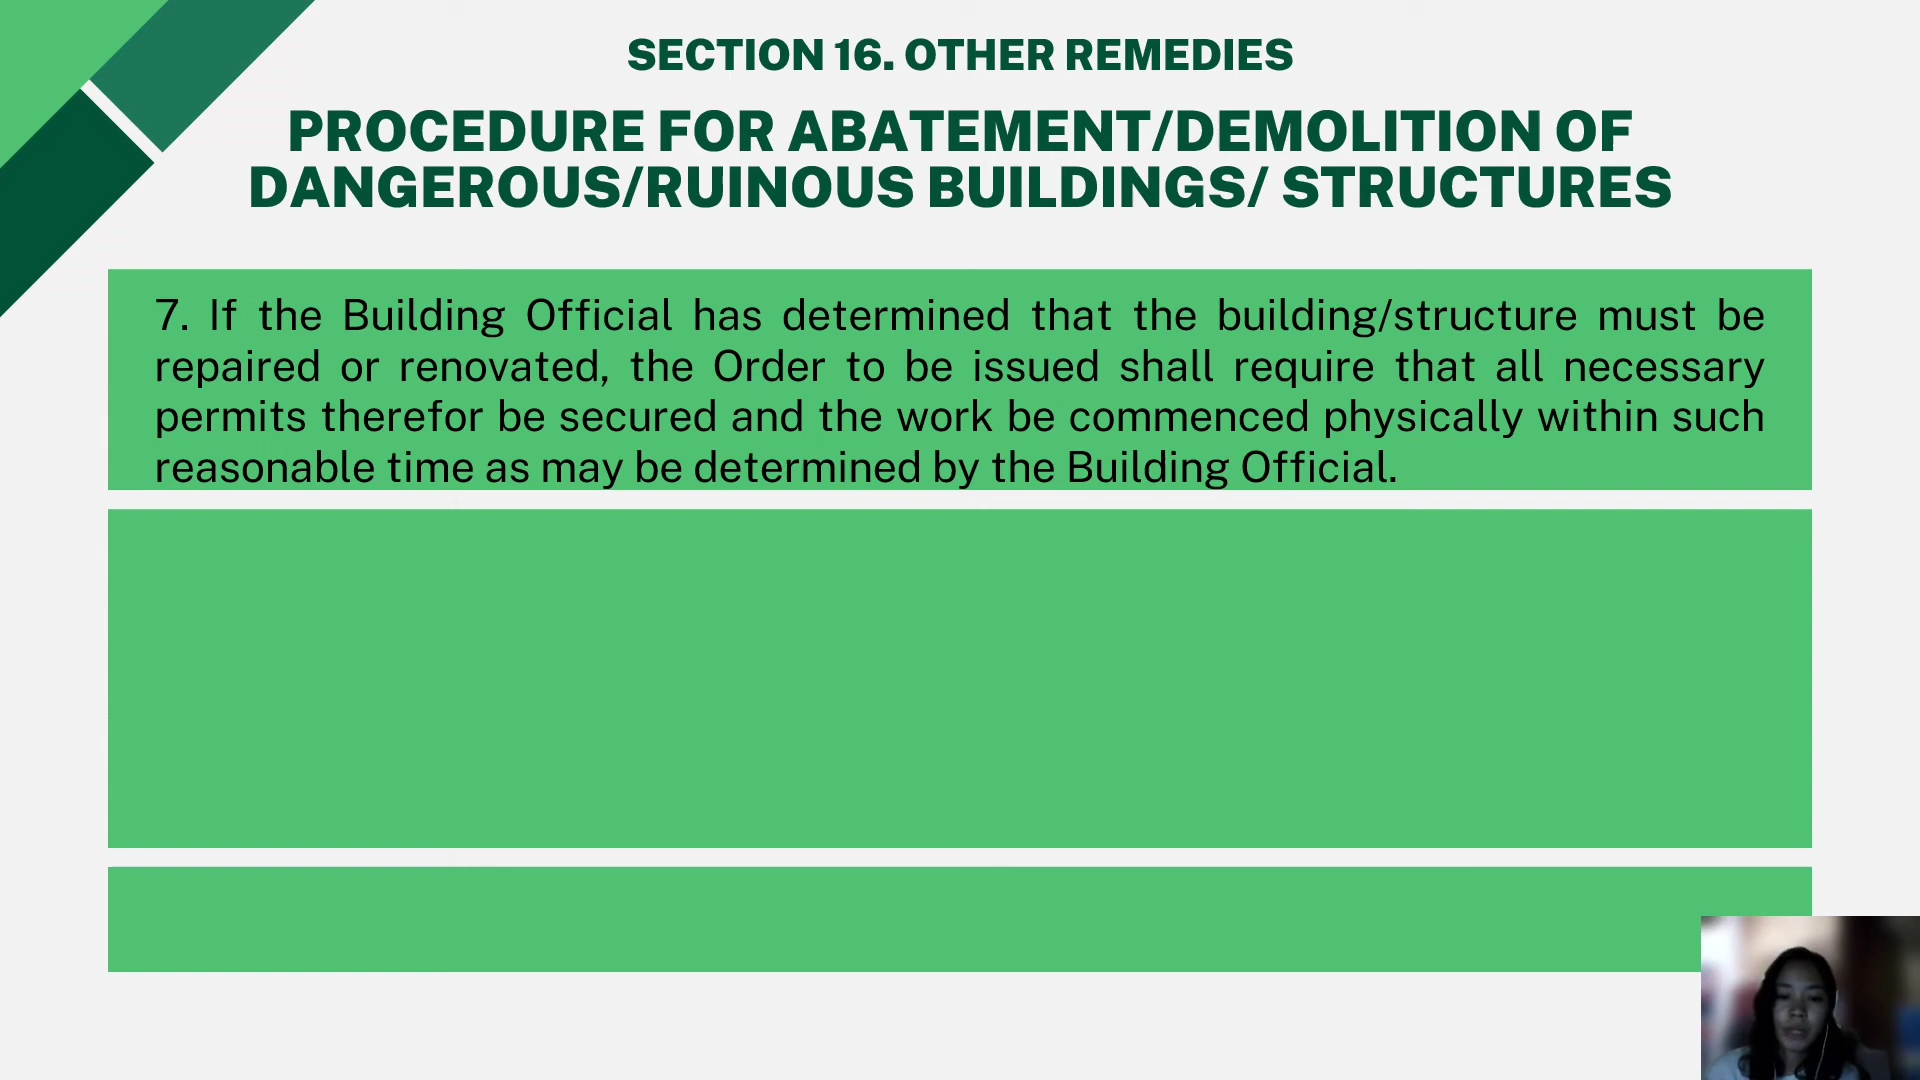 SECTION 16. OTHER REMEDIES
PROCEDURE FOR ABATEMENT/DEMOLITION OF
DANGEROUS/RUINOUS BUILDINGS/ STRUCTURES
7. If the Building Official has determined that the building/structure must be
repaired or renovated, the Order to be issued shall require that all necessary
permits therefor be secured and the work be commenced physically within such
reasonable time as may be determined by the Building Official.